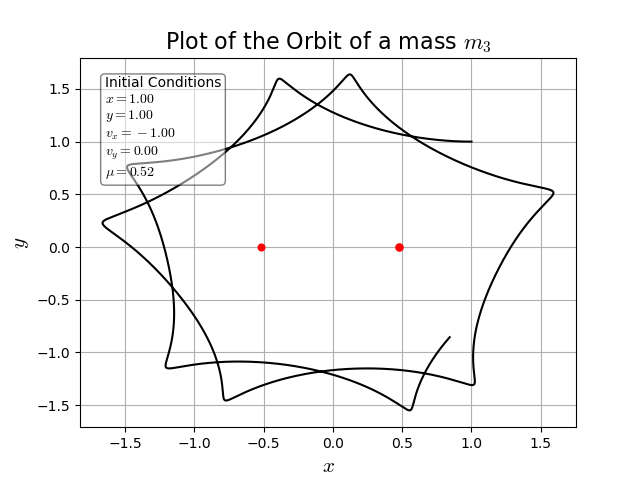 Plot of the Orbit of a mass m₃
Initial Conditions
x = 1.00
y = 1.00
vₓ = −1.00
v_y = 0.00
μ = 0.52
1.5
1.0
0.5
0.0
−0.5
−1.0
−1.5
y
−1.5
−1.0
−0.5
0.0
0.5
1.0
1.5
x